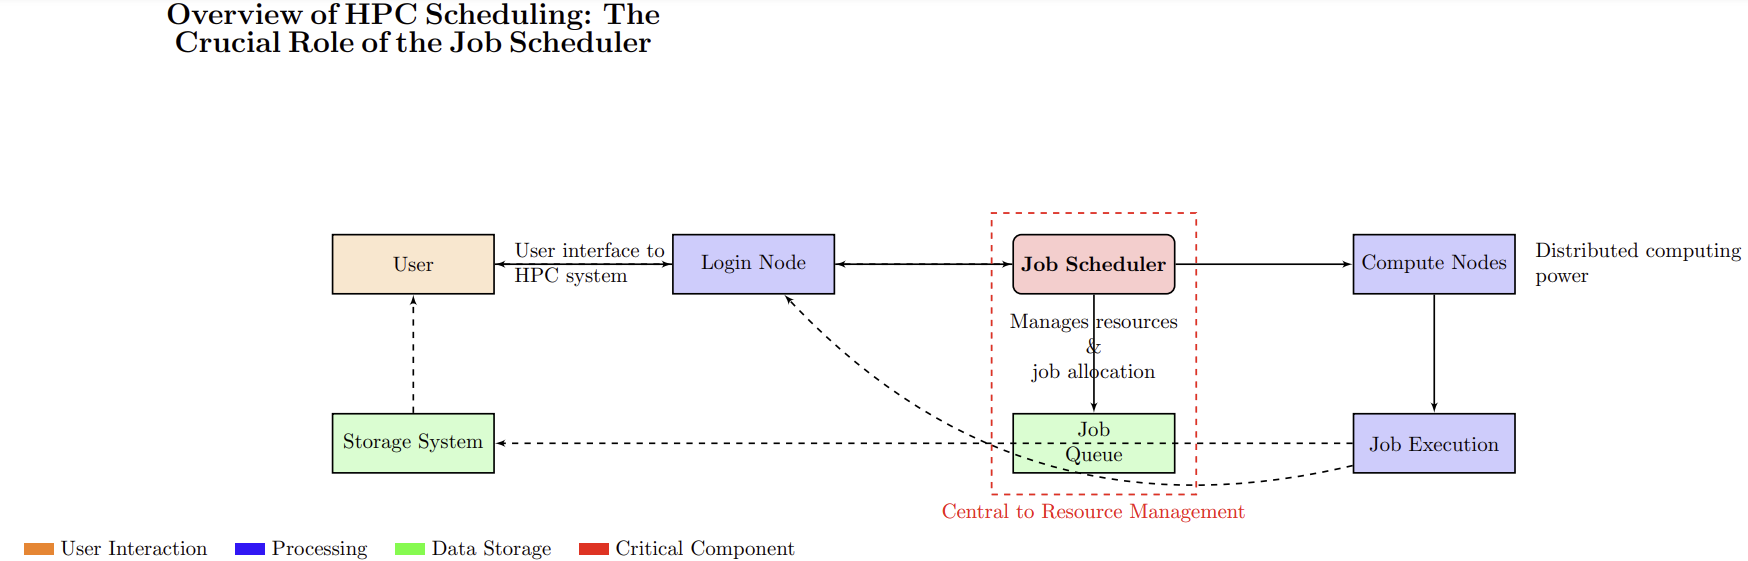 Overview of HPC Scheduling: The
Crucial Role of the Job Scheduler
User
User interface to
HPC system
Login Node
Job Scheduler
Compute Nodes
Distributed computing
power
Manages resources
&
job allocation
Storage System
Job
Queue
Job Execution
Central to Resource Management
User Interaction
Processing
Data Storage
Critical Component